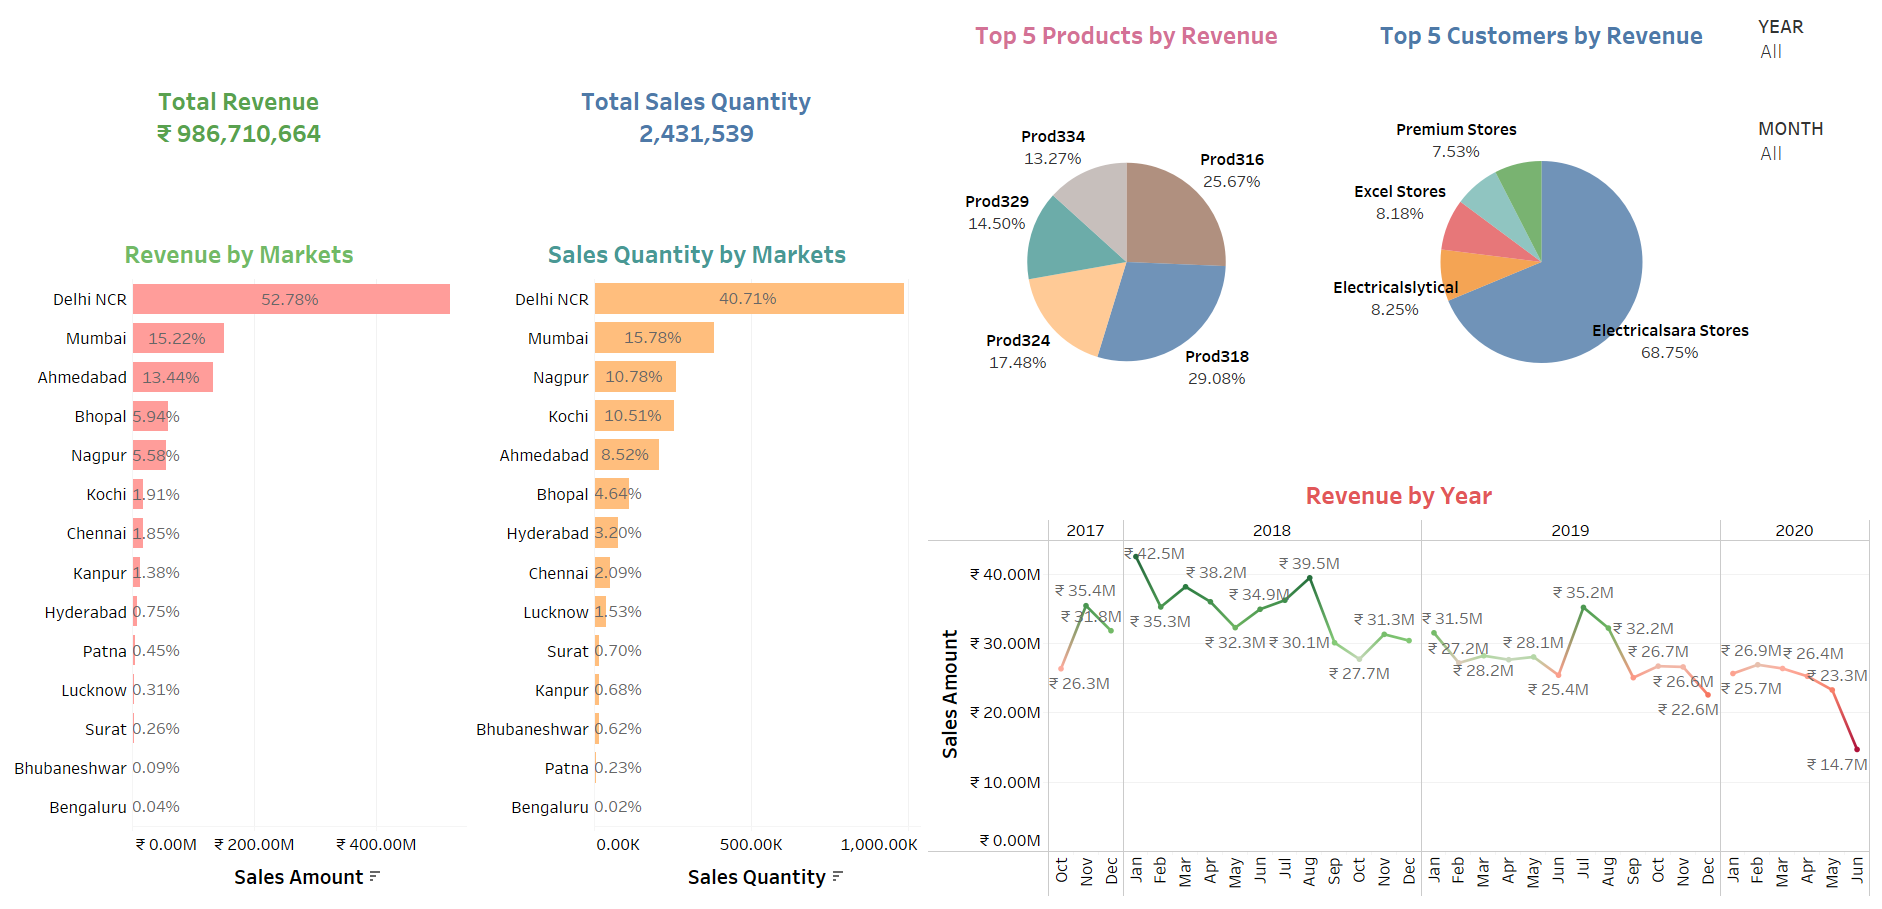 Total Revenue
₹ 986,710,664
Total Sales Quantity
2,431,539
Revenue by Markets
Delhi NCR 52.78%
Mumbai 15.22%
Ahmedabad 13.44%
Bhopal 5.94%
Nagpur 5.58%
Kochi 1.91%
Chennai 1.85%
Kanpur 1.38%
Hyderabad 0.75%
Patna 0.45%
Lucknow 0.31%
Surat 0.26%
Bhubaneshwar 0.09%
Bengaluru 0.04%
₹ 0.00M ₹ 200.00M ₹ 400.00M
Sales Amount
Sales Quantity by Markets
Delhi NCR 40.71%
Mumbai 15.78%
Nagpur 10.78%
Kochi 10.51%
Ahmedabad 8.52%
Bhopal 4.64%
Hyderabad 3.20%
Chennai 2.09%
Lucknow 1.53%
Surat 0.70%
Kanpur 0.68%
Bhubaneshwar 0.62%
Patna 0.23%
Bengaluru 0.02%
0.00K 500.00K 1,000.00K
Sales Quantity
Top 5 Products by Revenue
Prod334
13.27%
Prod316
25.67%
Prod329
14.50%
Prod324
17.48%
Prod318
29.08%
Top 5 Customers by Revenue
Premium Stores
7.53%
Excel Stores
8.18%
Electricalslytical
8.25%
Electricalsara Stores
68.75%
YEAR
All
MONTH
All
Revenue by Year
2017 2018 2019 2020
Sales Amount
₹ 40.00M
₹ 30.00M
₹ 20.00M
₹ 10.00M
₹ 0.00M
₹ 26.3M
₹ 35.4M
₹ 31.8M
₹ 42.5M
₹ 35.3M
₹ 38.2M
₹ 32.3M
₹ 34.9M
₹ 39.5M
₹ 30.1M
₹ 27.7M
₹ 31.3M
₹ 31.5M
₹ 27.2M
₹ 28.2M
₹ 28.1M
₹ 25.4M
₹ 35.2M
₹ 32.2M
₹ 26.7M
₹ 26.6M
₹ 22.6M
₹ 25.7M
₹ 26.9M
₹ 26.4M
₹ 23.3M
₹ 14.7M
Oct Nov Dec Jan Feb Mar Apr May Jun Jul Aug Sep Oct Nov Dec Jan Feb Mar Apr May Jun Jul Aug Sep Oct Nov Dec Jan Feb Mar Apr May Jun